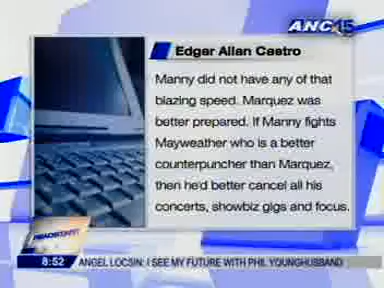 ANC 15
Edgar Allan Castro
Manny did not have any of that
blazing speed. Marquez was
better prepared. If Manny fights
Mayweather who is a better
counterpuncher than Marquez,
then he'd better cancel all his
concerts, showbiz gigs and focus.
HEADSTART
8:52 ANGEL LOCSIN: I SEE MY FUTURE WITH PHIL YOUNGHUSBAND